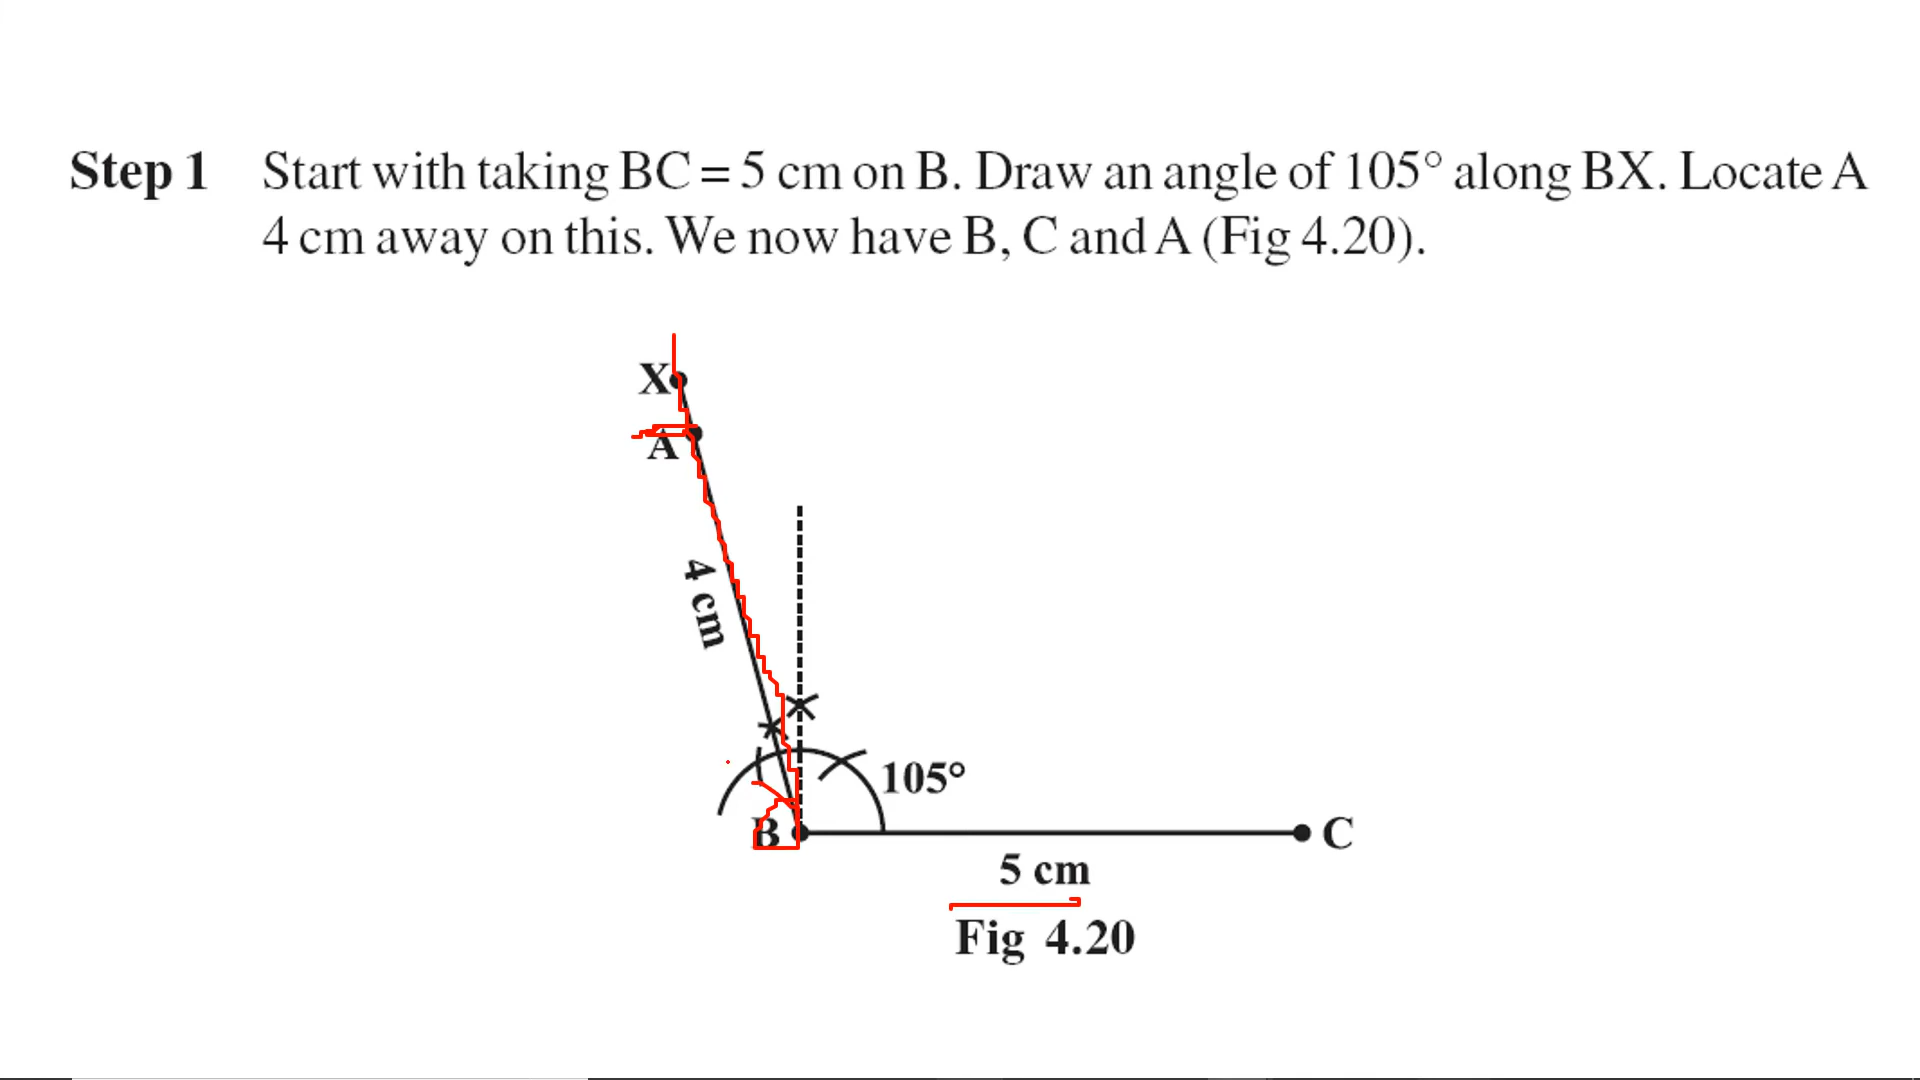 Step 1 Start with taking BC = 5 cm on B. Draw an angle of 105° along BX. Locate A
4 cm away on this. We now have B, C and A (Fig 4.20).
X
A
4 cm
105°
B
C
5 cm
Fig 4.20